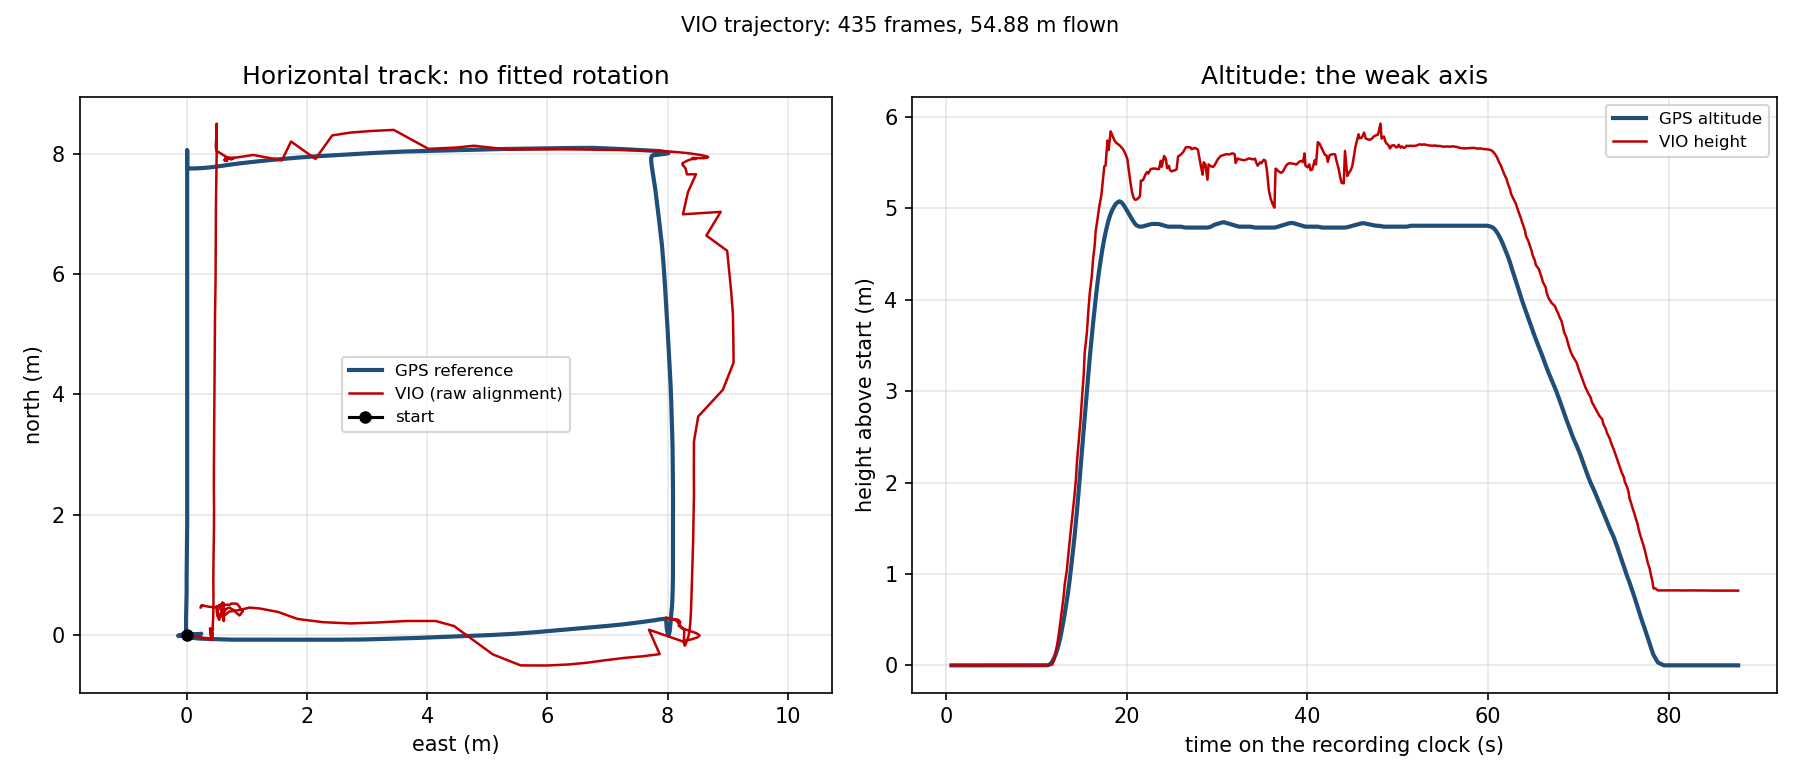 VIO trajectory: 435 frames, 54.88 m flown
Horizontal track: no fitted rotation
north (m)
8
6
4
2
0
GPS reference
VIO (raw alignment)
start
0
2
4
6
8
10
east (m)
Altitude: the weak axis
height above start (m)
6
5
4
3
2
1
0
GPS altitude
VIO height
0
20
40
60
80
time on the recording clock (s)